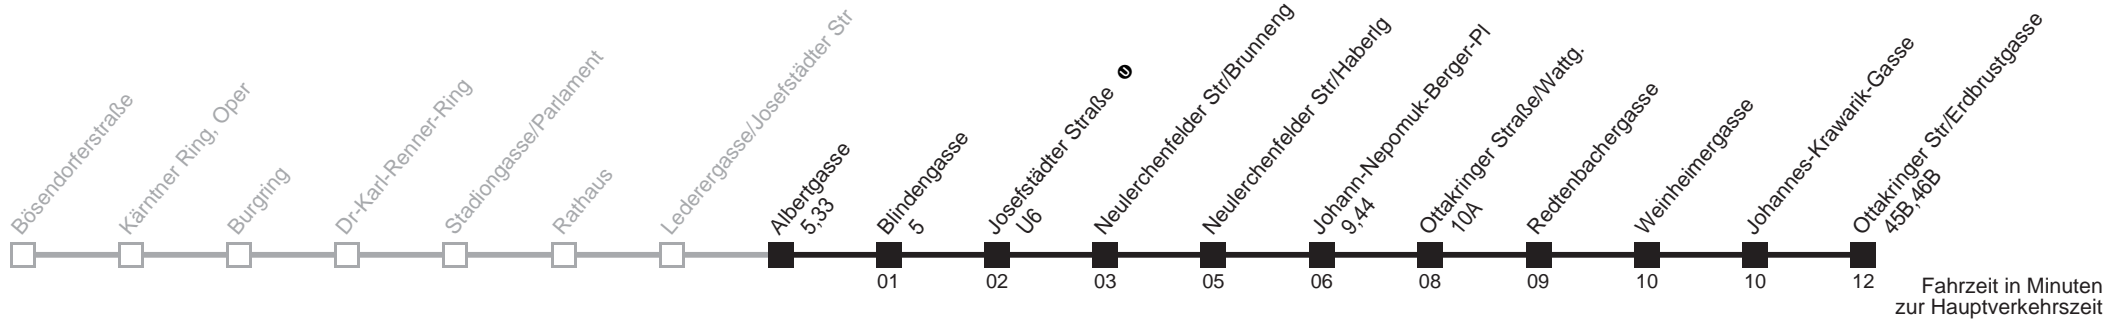 Bösendorferstraße
Kärntner Ring, Oper
Burgring
Dr-Karl-Renner-Ring
Stadiongasse/Parlament
Rathaus
Lederergasse/Josefstädter Str
Albertgasse
5,33
Blindengasse
5
Josefstädter Straße U
U6
Neulerchenfelder Str/Brunneng
Neulerchenfelder Str/Haberlg
Johann-Nepomuk-Berger-Pl
9,44
Ottakringer Straße/Wattg.
10A
Redtenbachergasse
Weinheimergasse
Johannes-Krawarik-Gasse
Ottakringer Str/Erdbrustgasse
45B,46B
01 02 03 05 06 08 09 10 10 12
Fahrzeit in Minuten
zur Hauptverkehrszeit